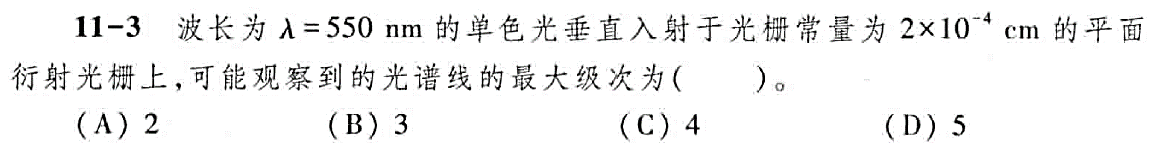 11-3 波长为 λ=550 nm 的单色光垂直入射于光栅常量为 2×10⁻⁴ cm 的平面
衍射光栅上,可能观察到的光谱线的最大级次为( )。
(A) 2 (B) 3 (C) 4 (D) 5